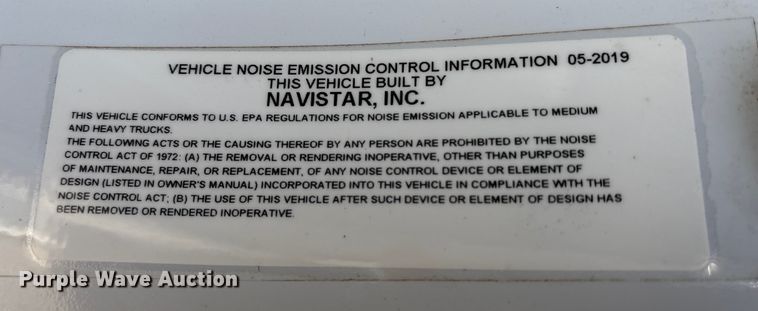 VEHICLE NOISE EMISSION CONTROL INFORMATION 05-2019
THIS VEHICLE BUILT BY
NAVISTAR, INC.
THIS VEHICLE CONFORMS TO U.S. EPA REGULATIONS FOR NOISE EMISSION APPLICABLE TO MEDIUM
AND HEAVY TRUCKS.
THE FOLLOWING ACTS OR THE CAUSING THEREOF BY ANY PERSON ARE PROHIBITED BY THE NOISE
CONTROL ACT OF 1972: (A) THE REMOVAL OR RENDERING INOPERATIVE, OTHER THAN PURPOSES
OF MAINTENANCE, REPAIR, OR REPLACEMENT, OF ANY NOISE CONTROL DEVICE OR ELEMENT OF
DESIGN (LISTED IN OWNER'S MANUAL) INCORPORATED INTO THIS VEHICLE IN COMPLIANCE WITH THE
NOISE CONTROL ACT; (B) THE USE OF THIS VEHICLE AFTER SUCH DEVICE OR ELEMENT OF DESIGN HAS
BEEN REMOVED OR RENDERED INOPERATIVE.
Purple Wave Auction